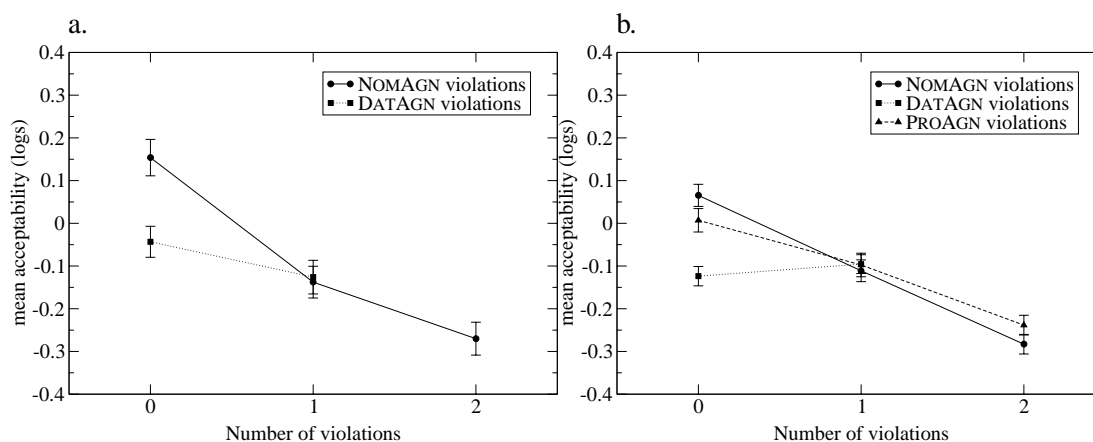 a.
mean acceptability (logs)
0.4
0.3
0.2
0.1
0
-0.1
-0.2
-0.3
-0.4
NOMAGN violations
DATAGN violations
0 1 2
Number of violations
b.
mean acceptability (logs)
0.4
0.3
0.2
0.1
0
-0.1
-0.2
-0.3
-0.4
NOMAGN violations
DATAGN violations
PROAGN violations
0 1 2
Number of violations